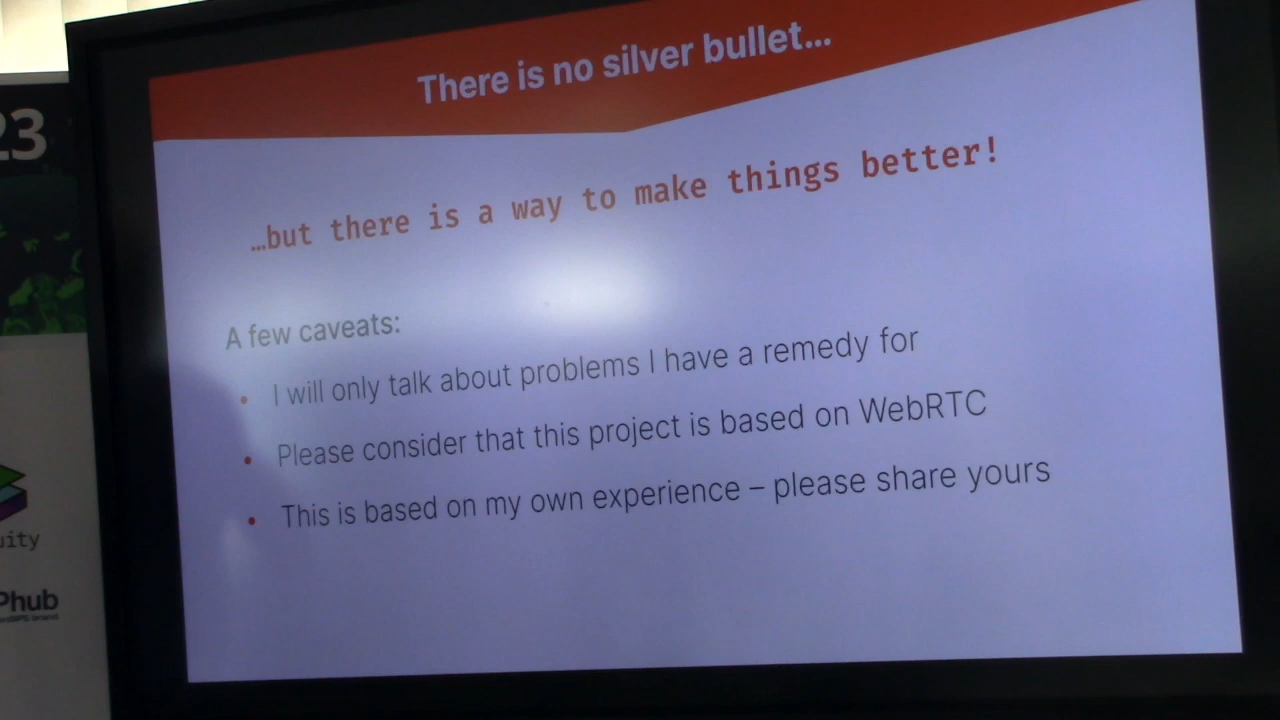 There is no silver bullet...
...but there is a way to make things better!
A few caveats:
• I will only talk about problems I have a remedy for
• Please consider that this project is based on WebRTC
• This is based on my own experience – please share yours
23
uity
Phub